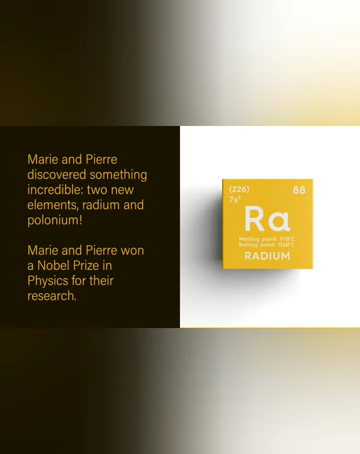 Marie and Pierre
discovered something
incredible: two new
elements, radium and
polonium!
Marie and Pierre won
a Nobel Prize in
Physics for their
research.
(226) 88
7s²
Ra
Melting point 970°C
Boiling point 1140°C
RADIUM